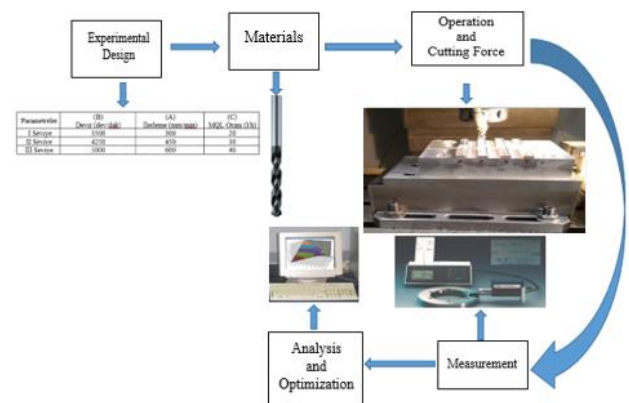 Experimental
Design
Materials
Operation
and
Cutting Force
Parametreler (B) (A) (C)
Devir (dev/dak) İlerleme (mm/min) MQL Oranı (l/h)
I Seviye 3500 300 20
II Seviye 4250 450 30
III Seviye 5000 600 40
Analysis
and
Optimization
Measurement